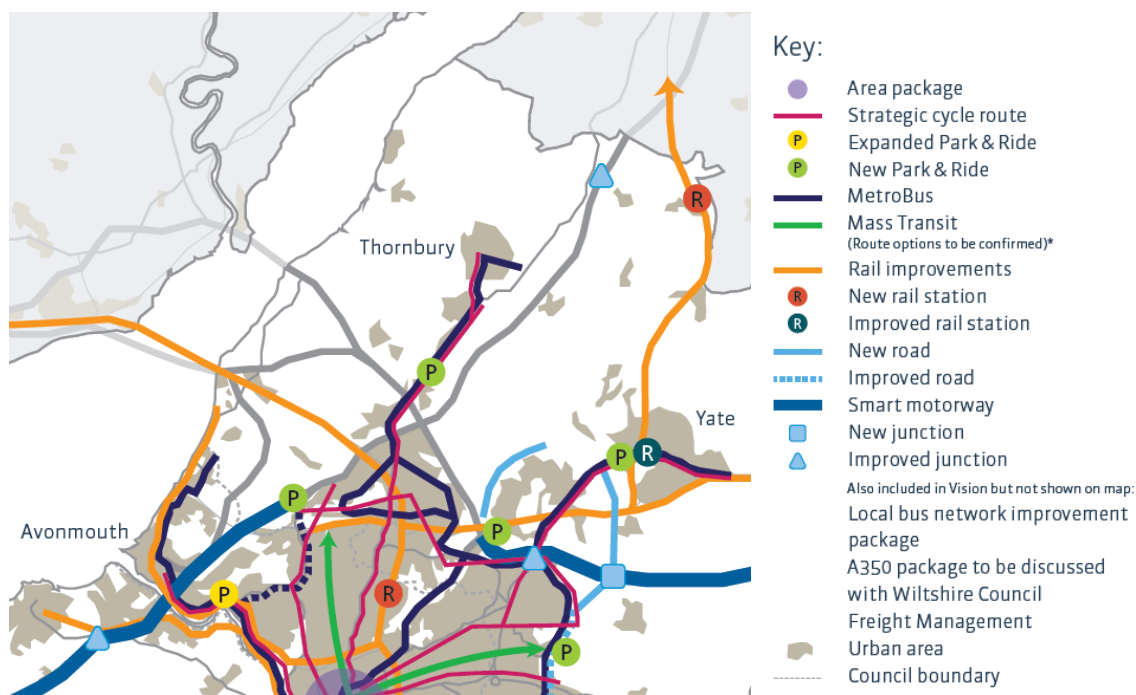 Key:
Area package
Strategic cycle route
P Expanded Park & Ride
P New Park & Ride
MetroBus
Mass Transit
(Route options to be confirmed)*
Rail improvements
R New rail station
R Improved rail station
New road
Improved road
Smart motorway
New junction
Improved junction
Also included in Vision but not shown on map:
Local bus network improvement
package
A350 package to be discussed
with Wiltshire Council
Freight Management
Urban area
Council boundary
R
Thornbury
P
Yate
P R
P
P
Avonmouth
P
R
P